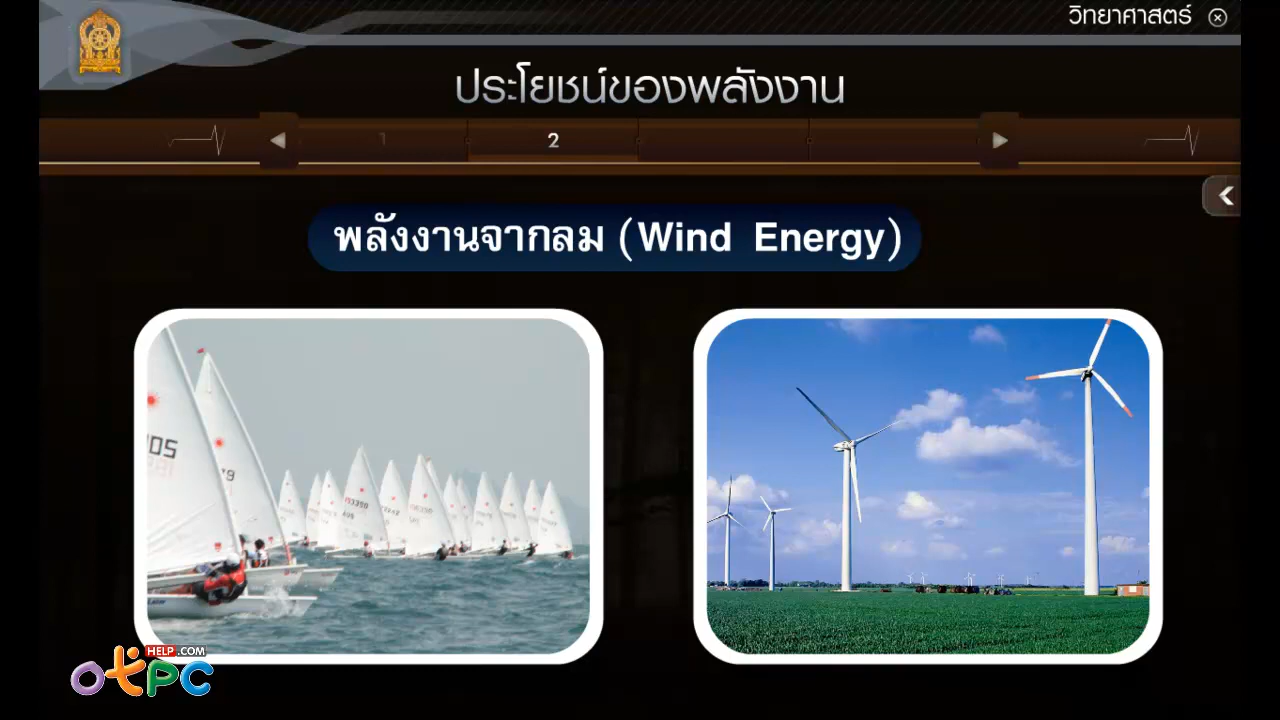 วิทยาศาสตร์
ประโยชน์ของพลังงาน
1
2
พลังงานจากลม (Wind Energy)
HELP.COM
OTPC